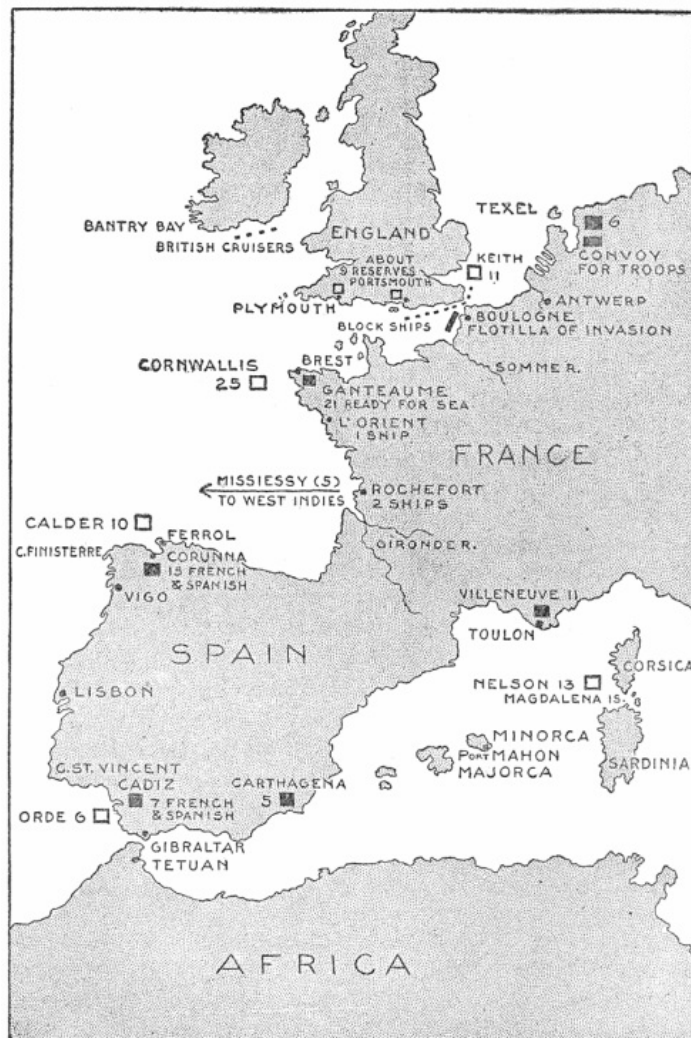 BANTRY BAY
BRITISH CRUISERS
ENGLAND
TEXEL
6
CONVOY
FOR TROOPS
KEITH
11
ABOUT
9 RESERVES
PORTSMOUTH
PLYMOUTH
BLOCK SHIPS
ANTWERP
BOULOGNE
FLOTILLA OF INVASION
SOMME R.
CORNWALLIS
25
BREST
GANTEAUME
21 READY FOR SEA
L'ORIENT
1 SHIP
FRANCE
MISSIESSY (5)
TO WEST INDIES
ROCHEFORT
2 SHIPS
GIRONDE R.
CALDER 10
FERROL
C. FINISTERRE
CORUNNA
15 FRENCH
& SPANISH
VIGO
VILLENEUVE 11
TOULON
SPAIN
CORSICA
NELSON 13
MAGDALENA IS.
LISBON
MINORCA
PORT MAHON
MAJORCA
SARDINIA
C. ST. VINCENT
CADIZ
7 FRENCH
& SPANISH
CARTHAGENA
5
ORDE 6
GIBRALTAR
TETUAN
AFRICA